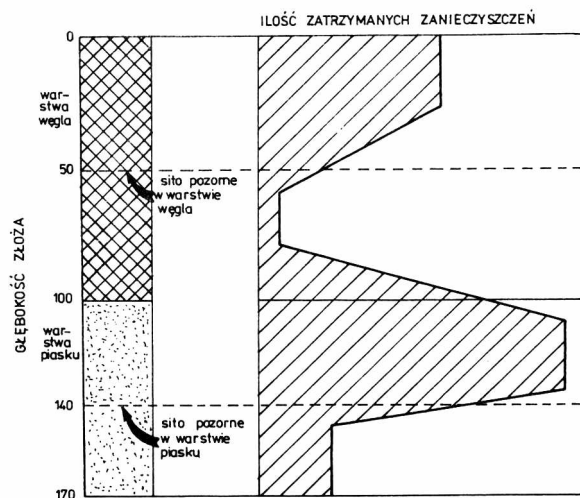 ILOŚĆ ZATRZYMANYCH ZANIECZYSZCZEŃ
0
war-
stwa
węgla
50
sito pozorne
w warstwie
węgla
GŁĘBOKOŚĆ ZŁOŻA
100
war-
stwa
piasku
140
sito pozorne
w warstwie
piasku
170